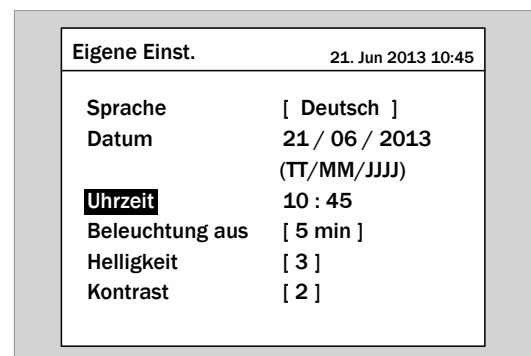 Eigene Einst. 21. Jun 2013 10:45
Sprache [ Deutsch ]
Datum 21 / 06 / 2013
(TT/MM/JJJJ)
Uhrzeit 10 : 45
Beleuchtung aus [ 5 min ]
Helligkeit [ 3 ]
Kontrast [ 2 ]